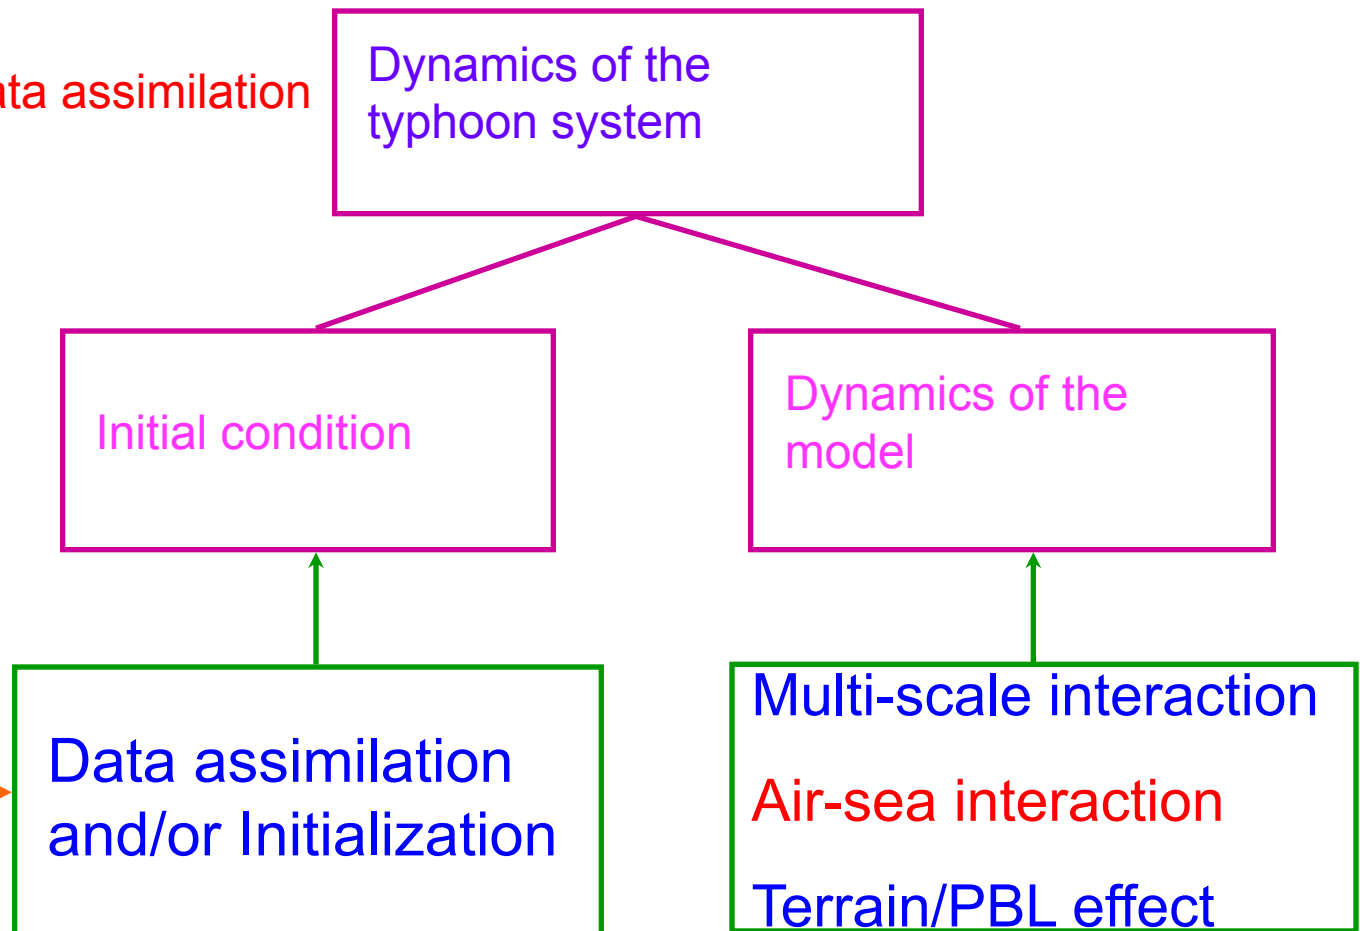 ata assimilation
Dynamics of the
typhoon system
Initial condition
Dynamics of the
model
Data assimilation
and/or Initialization
Multi-scale interaction
Air-sea interaction
Terrain/PBL effect